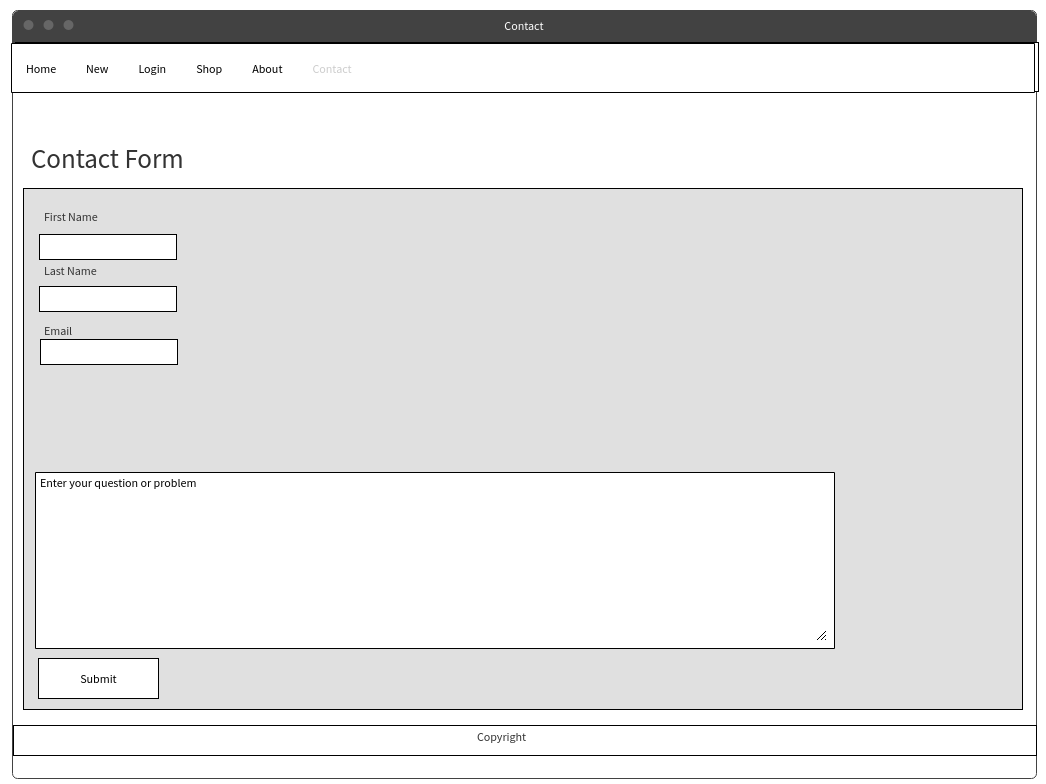 Contact
Home New Login Shop About Contact
Contact Form
First Name
Last Name
Email
Enter your question or problem
Submit
Copyright